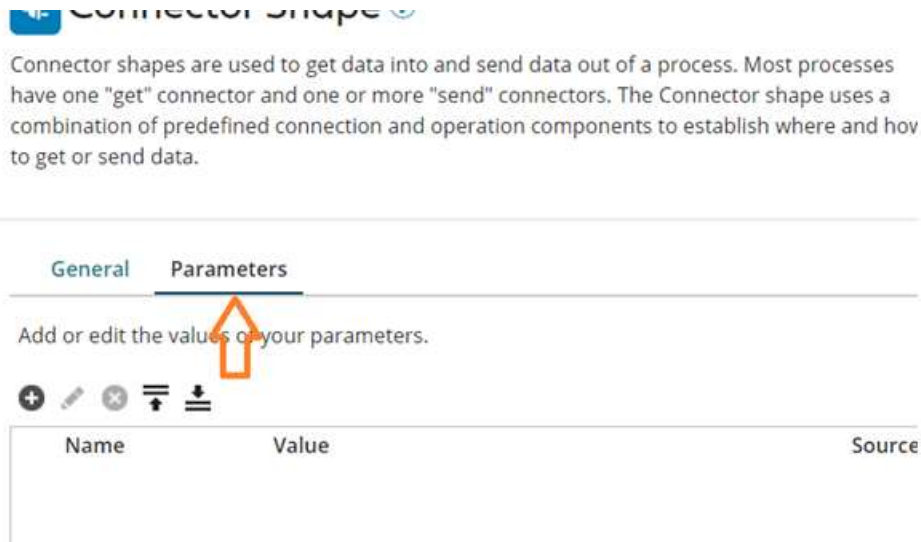 Connector Shape
Connector shapes are used to get data into and send data out of a process. Most processes
have one "get" connector and one or more "send" connectors. The Connector shape uses a
combination of predefined connection and operation components to establish where and how
to get or send data.
General Parameters
Add or edit the values of your parameters.
Name Value Source